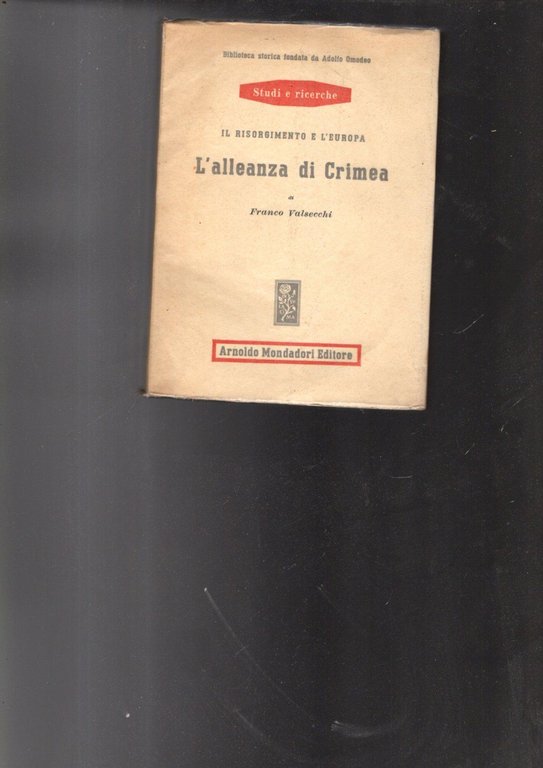 Biblioteca storica fondata da Adolfo Omodeo
Studi e ricerche
IL RISORGIMENTO E L'EUROPA
L'alleanza di Crimea
di
Franco Valsecchi
Arnoldo Mondadori Editore